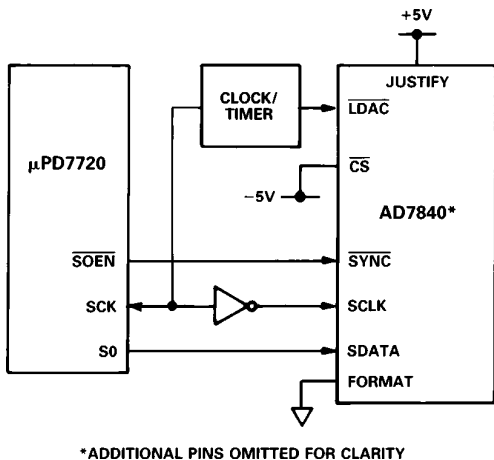 +5V
JUSTIFY
CLOCK/
TIMER
LDAC
μPD7720
CS
−5V
AD7840*
SOEN
SYNC
SCK
SCLK
S0
SDATA
FORMAT
*ADDITIONAL PINS OMITTED FOR CLARITY